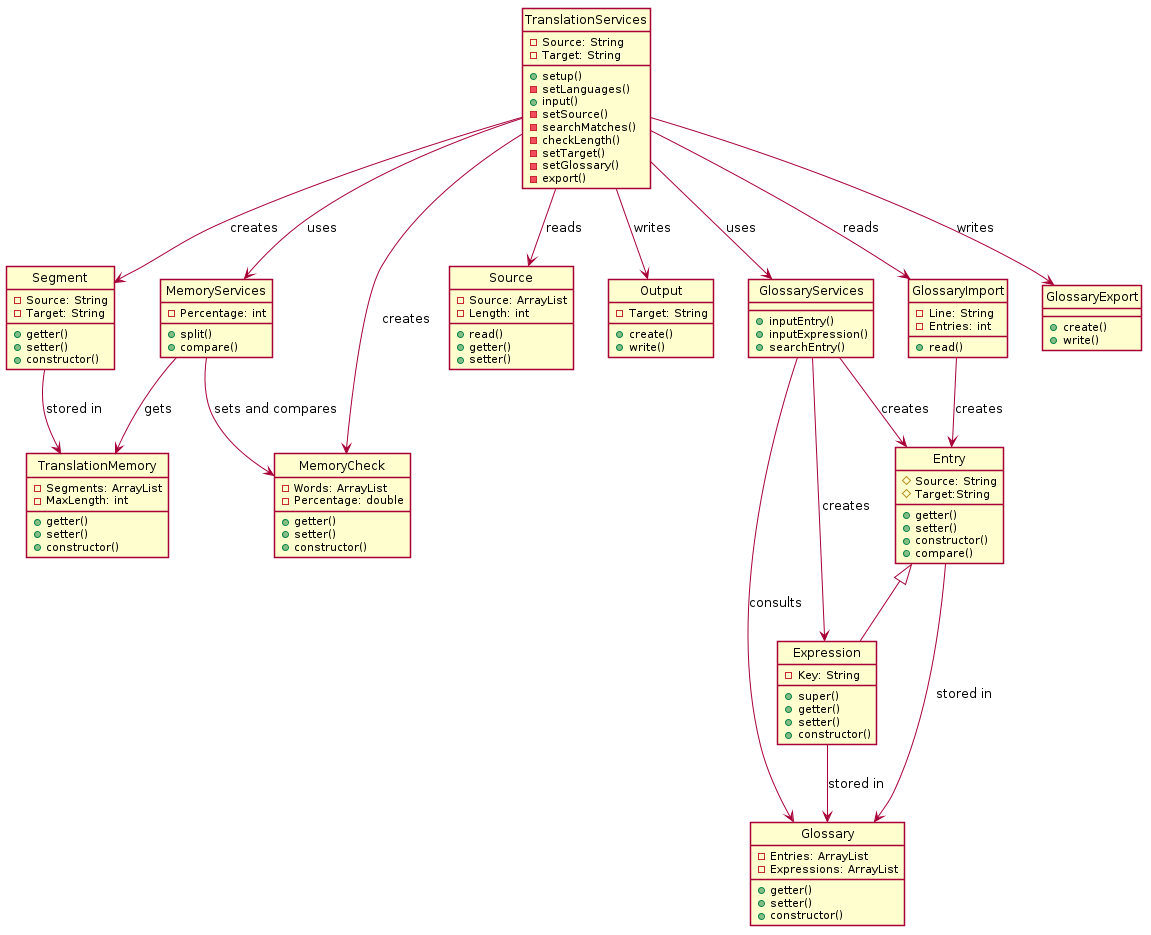 TranslationServices
Source: String
Target: String
setup()
setLanguages()
input()
setSource()
searchMatches()
checkLength()
setTarget()
setGlossary()
export()
creates
uses
creates
reads
writes
uses
reads
writes
Segment
Source: String
Target: String
getter()
setter()
constructor()
MemoryServices
Percentage: int
split()
compare()
Source
Source: ArrayList
Length: int
read()
getter()
setter()
Output
Target: String
create()
write()
GlossaryServices
inputEntry()
inputExpression()
searchEntry()
GlossaryImport
Line: String
Entries: int
read()
GlossaryExport
create()
write()
stored in
gets
sets and compares
creates
creates
TranslationMemory
Segments: ArrayList
MaxLength: int
getter()
setter()
constructor()
MemoryCheck
Words: ArrayList
Percentage: double
getter()
setter()
constructor()
Entry
Source: String
Target:String
getter()
setter()
constructor()
compare()
creates
consults
Expression
Key: String
super()
getter()
setter()
constructor()
stored in
stored in
Glossary
Entries: ArrayList
Expressions: ArrayList
getter()
setter()
constructor()